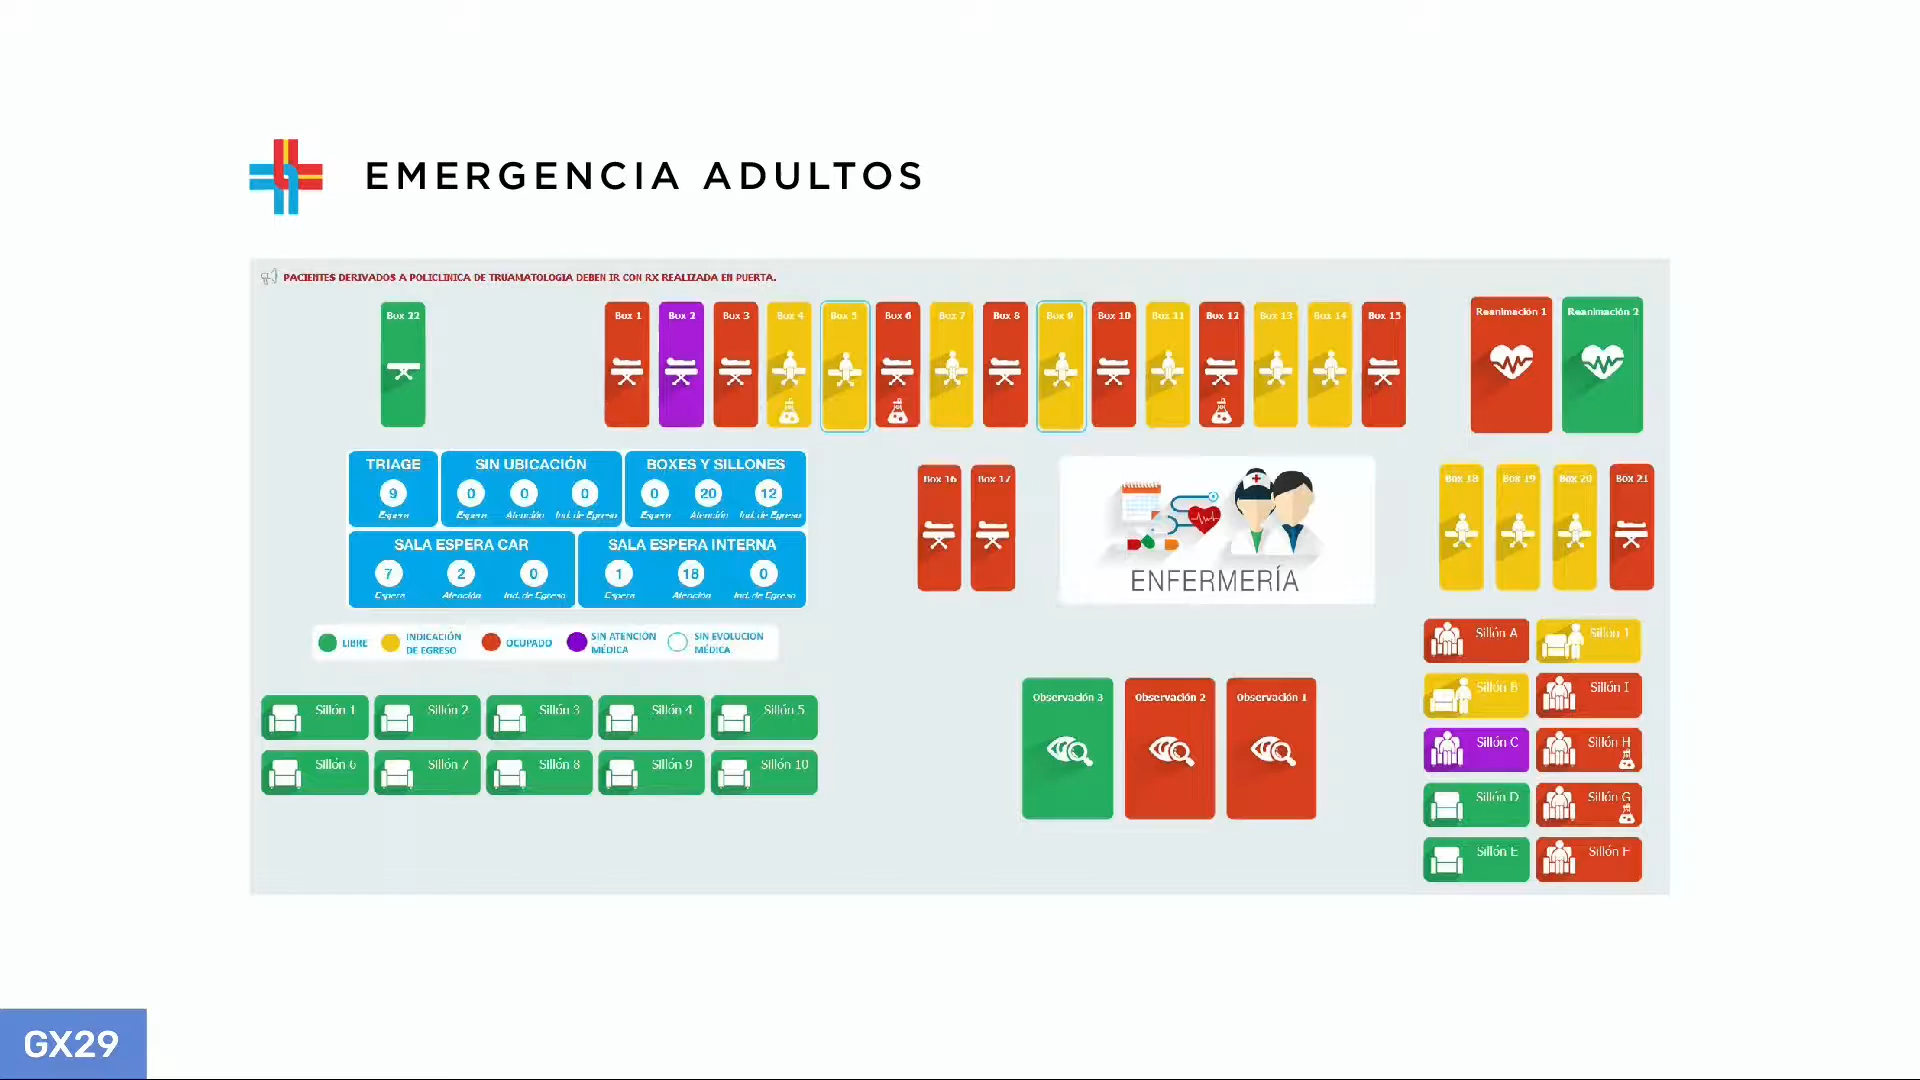 EMERGENCIA ADULTOS
PACIENTES DERIVADOS A POLICLINICA DE TRUAMATOLOGIA DEBEN IR CON RX REALIZADA EN PUERTA.
Box 22
Box 1
Box 2
Box 3
Box 4
Box 5
Box 6
Box 7
Box 8
Box 9
Box 10
Box 11
Box 12
Box 13
Box 14
Box 15
Reanimación 1
Reanimación 2
TRIAGE
9
Espera
SIN UBICACIÓN
0 0 0
Espera Atención Ind. de Egreso
BOXES Y SILLONES
0 20 12
Espera Atención Ind. de Egreso
SALA ESPERA CAR
7 2 0
Espera Atención Ind. de Egreso
SALA ESPERA INTERNA
1 18 0
Espera Atención Ind. de Egreso
Box 16
Box 17
ENFERMERÍA
Box 18
Box 19
Box 20
Box 21
LIBRE
INDICACIÓN
DE EGRESO
OCUPADO
SIN ATENCIÓN
MÉDICA
SIN EVOLUCION
MÉDICA
Sillón 1
Sillón 2
Sillón 3
Sillón 4
Sillón 5
Sillón 6
Sillón 7
Sillón 8
Sillón 9
Sillón 10
Observación 3
Observación 2
Observación 1
Sillón A
Sillón B
Sillón I
Sillón C
Sillón H
Sillón D
Sillón G
Sillón E
Sillón F
GX29